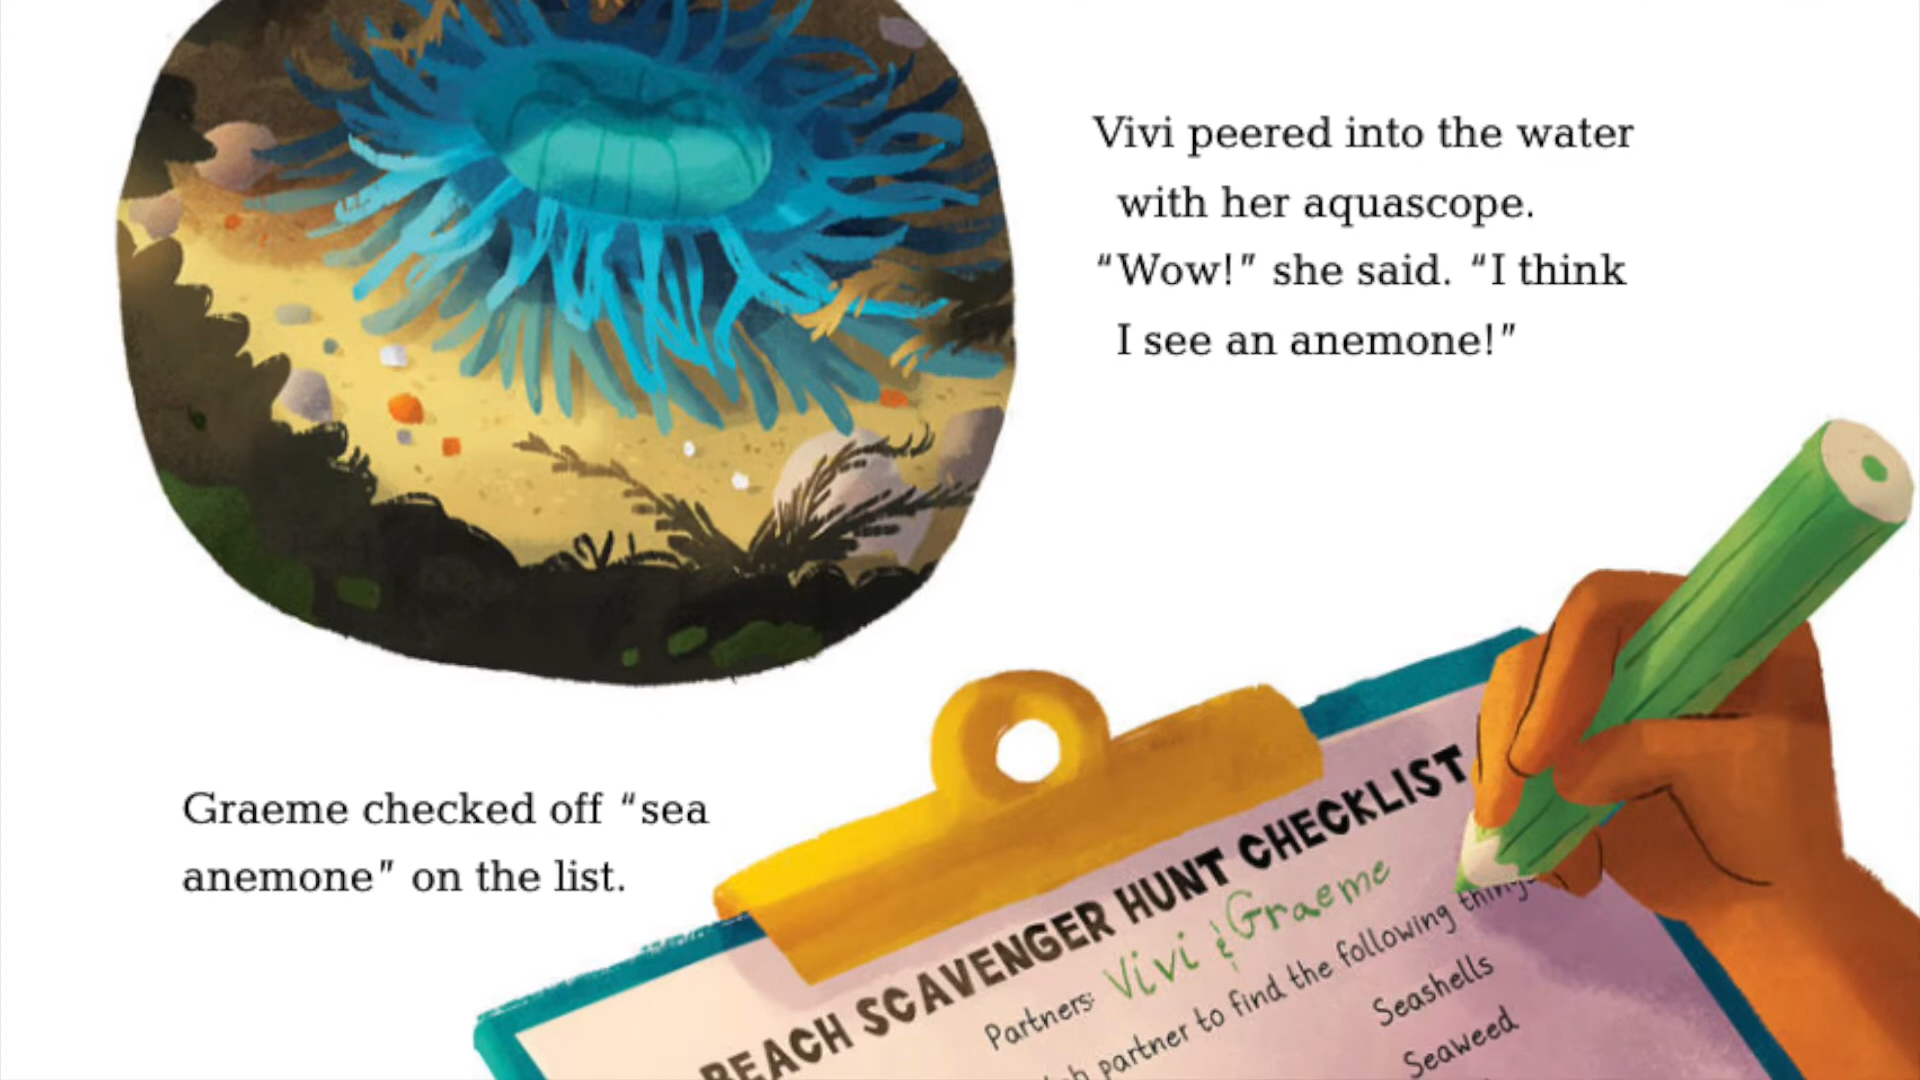 Vivi peered into the water
with her aquascope.
“Wow!” she said. “I think
I see an anemone!”
Graeme checked off “sea
anemone” on the list.
BEACH SCAVENGER HUNT CHECKLIST
Partners: Vivi & Graeme
partner to find the following things
Seashells
Seaweed